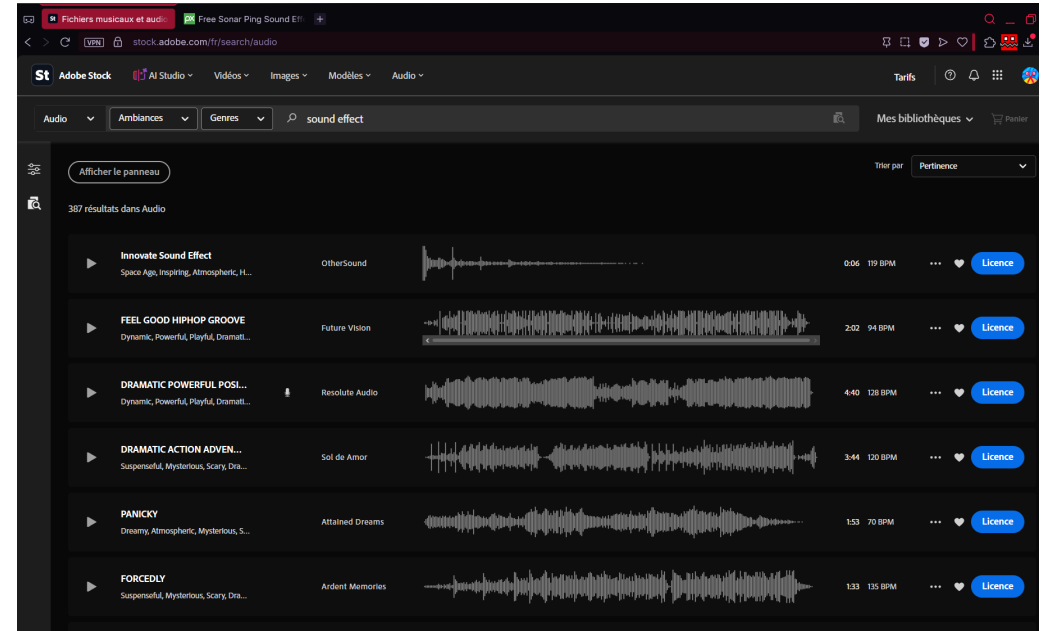 Fichiers musicaux et audio
Free Sonar Ping Sound Eff
VPN stock.adobe.com/fr/search/audio
St Adobe Stock AI Studio Vidéos Images Modèles Audio Tarifs
Audio Ambiances Genres sound effect Mes bibliothèques Panier
Afficher le panneau Trier par Pertinence
387 résultats dans Audio
Innovate Sound Effect
Space Age, Inspiring, Atmospheric, H...
OtherSound 0:06 119 BPM Licence
FEEL GOOD HIPHOP GROOVE
Dynamic, Powerful, Playful, Dramati...
Future Vision 2:02 94 BPM Licence
DRAMATIC POWERFUL POSI...
Dynamic, Powerful, Playful, Dramati...
Resolute Audio 4:40 128 BPM Licence
DRAMATIC ACTION ADVEN...
Suspenseful, Mysterious, Scary, Dra...
Sol de Amor 3:44 120 BPM Licence
PANICKY
Dreamy, Atmospheric, Mysterious, S...
Attained Dreams 1:53 70 BPM Licence
FORCEDLY
Suspenseful, Mysterious, Scary, Dra...
Ardent Memories 1:33 135 BPM Licence